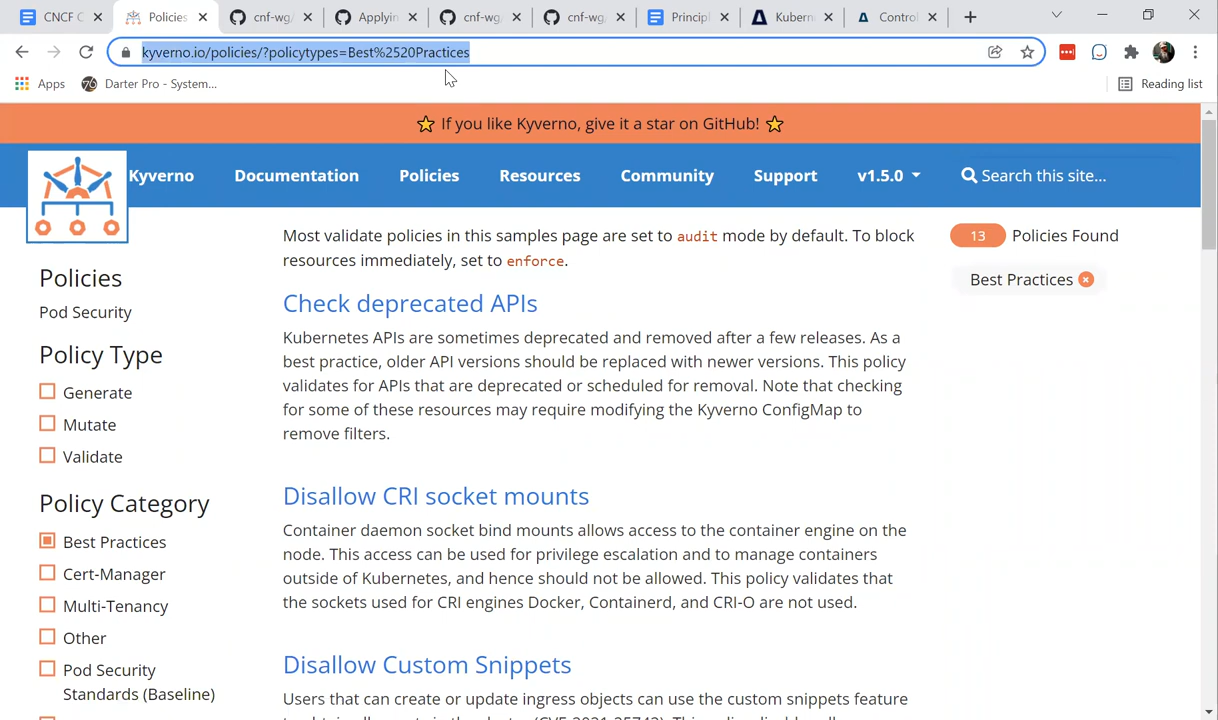 CNCF C
Policies
cnf-wg
Applyin
cnf-wg
cnf-wg
Principl
Kubern
Control
kyverno.io/policies/?policytypes=Best%2520Practices
Apps
Darter Pro - System...
Reading list
If you like Kyverno, give it a star on GitHub!
Kyverno
Documentation
Policies
Resources
Community
Support
v1.5.0
Search this site...
Policies
Pod Security
Policy Type
Generate
Mutate
Validate
Policy Category
Best Practices
Cert-Manager
Multi-Tenancy
Other
Pod Security
Standards (Baseline)
Most validate policies in this samples page are set to audit mode by default. To block
resources immediately, set to enforce.
Check deprecated APIs
Kubernetes APIs are sometimes deprecated and removed after a few releases. As a
best practice, older API versions should be replaced with newer versions. This policy
validates for APIs that are deprecated or scheduled for removal. Note that checking
for some of these resources may require modifying the Kyverno ConfigMap to
remove filters.
Disallow CRI socket mounts
Container daemon socket bind mounts allows access to the container engine on the
node. This access can be used for privilege escalation and to manage containers
outside of Kubernetes, and hence should not be allowed. This policy validates that
the sockets used for CRI engines Docker, Containerd, and CRI-O are not used.
Disallow Custom Snippets
Users that can create or update ingress objects can use the custom snippets feature
13 Policies Found
Best Practices